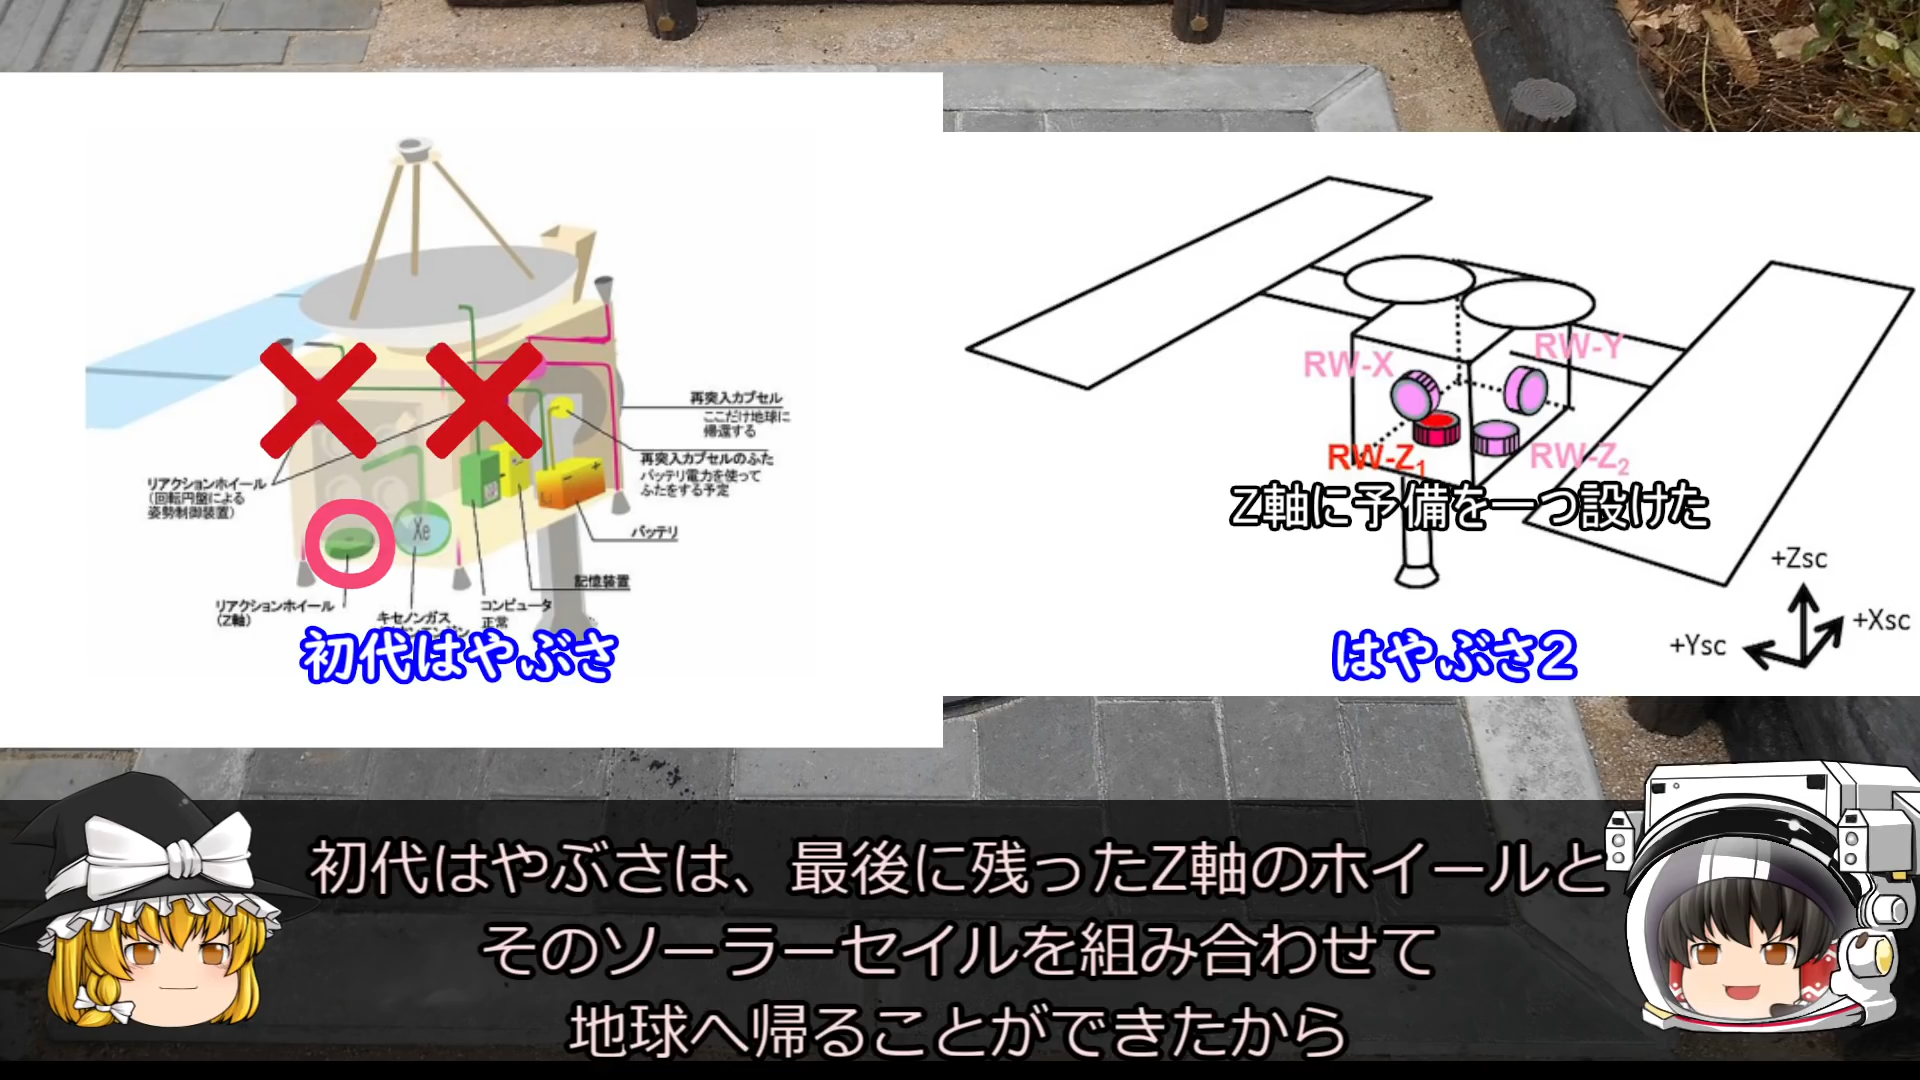 再突入カプセル
ここだけ地球に
帰還する
再突入カプセルのふた
バッテリ電力を使って
ふたをする予定
リアクションホイール
(回転円盤による
姿勢制御装置)
Xe
バッテリ
記憶装置
リアクションホイール
(Z軸)
キセノンガス
コンピュータ
正常
初代はやぶさ
RW-X
RW-Y
RW-Z1
RW-Z2
Z軸に予備を一つ設けた
+Zsc
+Xsc
+Ysc
はやぶさ2
初代はやぶさは、最後に残ったZ軸のホイールと
そのソーラーセイルを組み合わせて
地球へ帰ることができたから